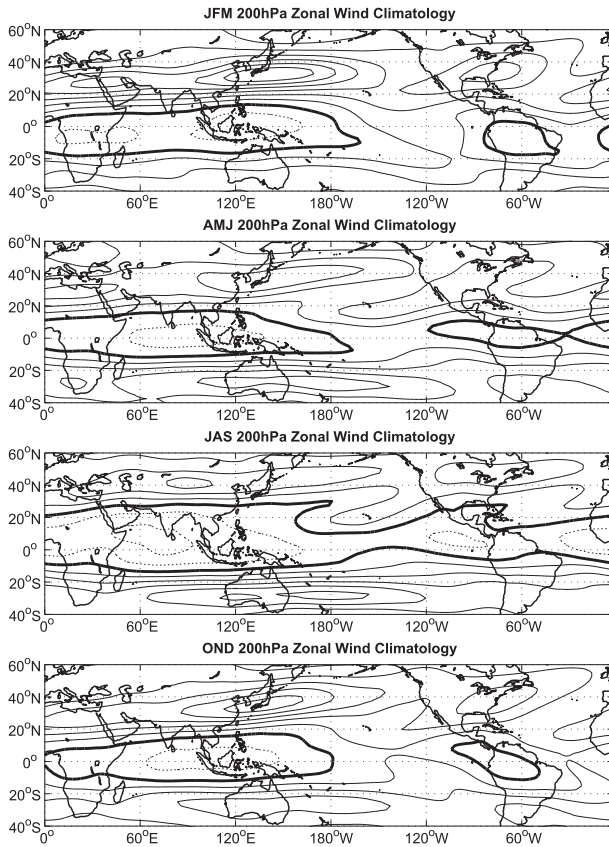 JFM 200hPa Zonal Wind Climatology
60°N
40°N
20°N
0°
20°S
40°S
0° 60°E 120°E 180°W 120°W 60°W
AMJ 200hPa Zonal Wind Climatology
60°N
40°N
20°N
0°
20°S
40°S
0° 60°E 120°E 180°W 120°W 60°W
JAS 200hPa Zonal Wind Climatology
60°N
40°N
20°N
0°
20°S
40°S
0° 60°E 120°E 180°W 120°W 60°W
OND 200hPa Zonal Wind Climatology
60°N
40°N
20°N
0°
20°S
40°S
0° 60°E 120°E 180°W 120°W 60°W